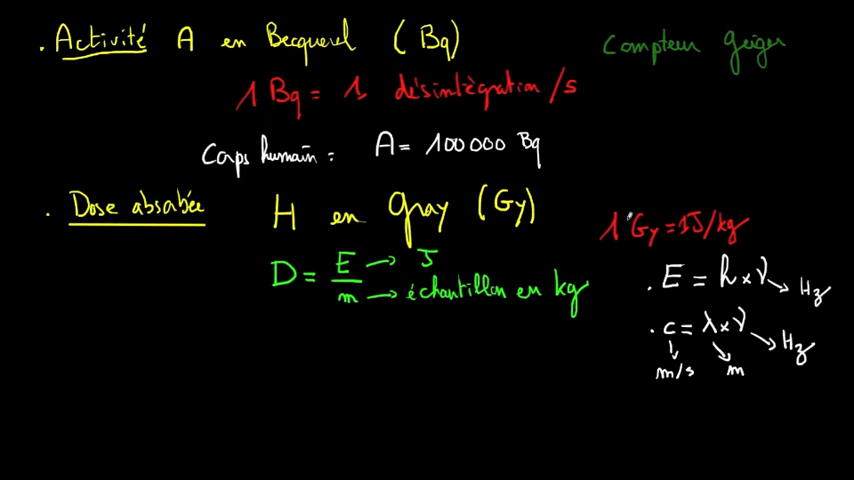 . Activité A en Becquerel (Bq)
Compteur Geiger
1 Bq = 1 désintégration /s
Corps humain : A = 100 000 Bq
. Dose absorbée H en Gray (Gy)
1 Gy = 1J/kg
D = E/m
E → J
m → échantillon en kg
. E = h x ν → Hz
. c = λ x ν → Hz
m/s m